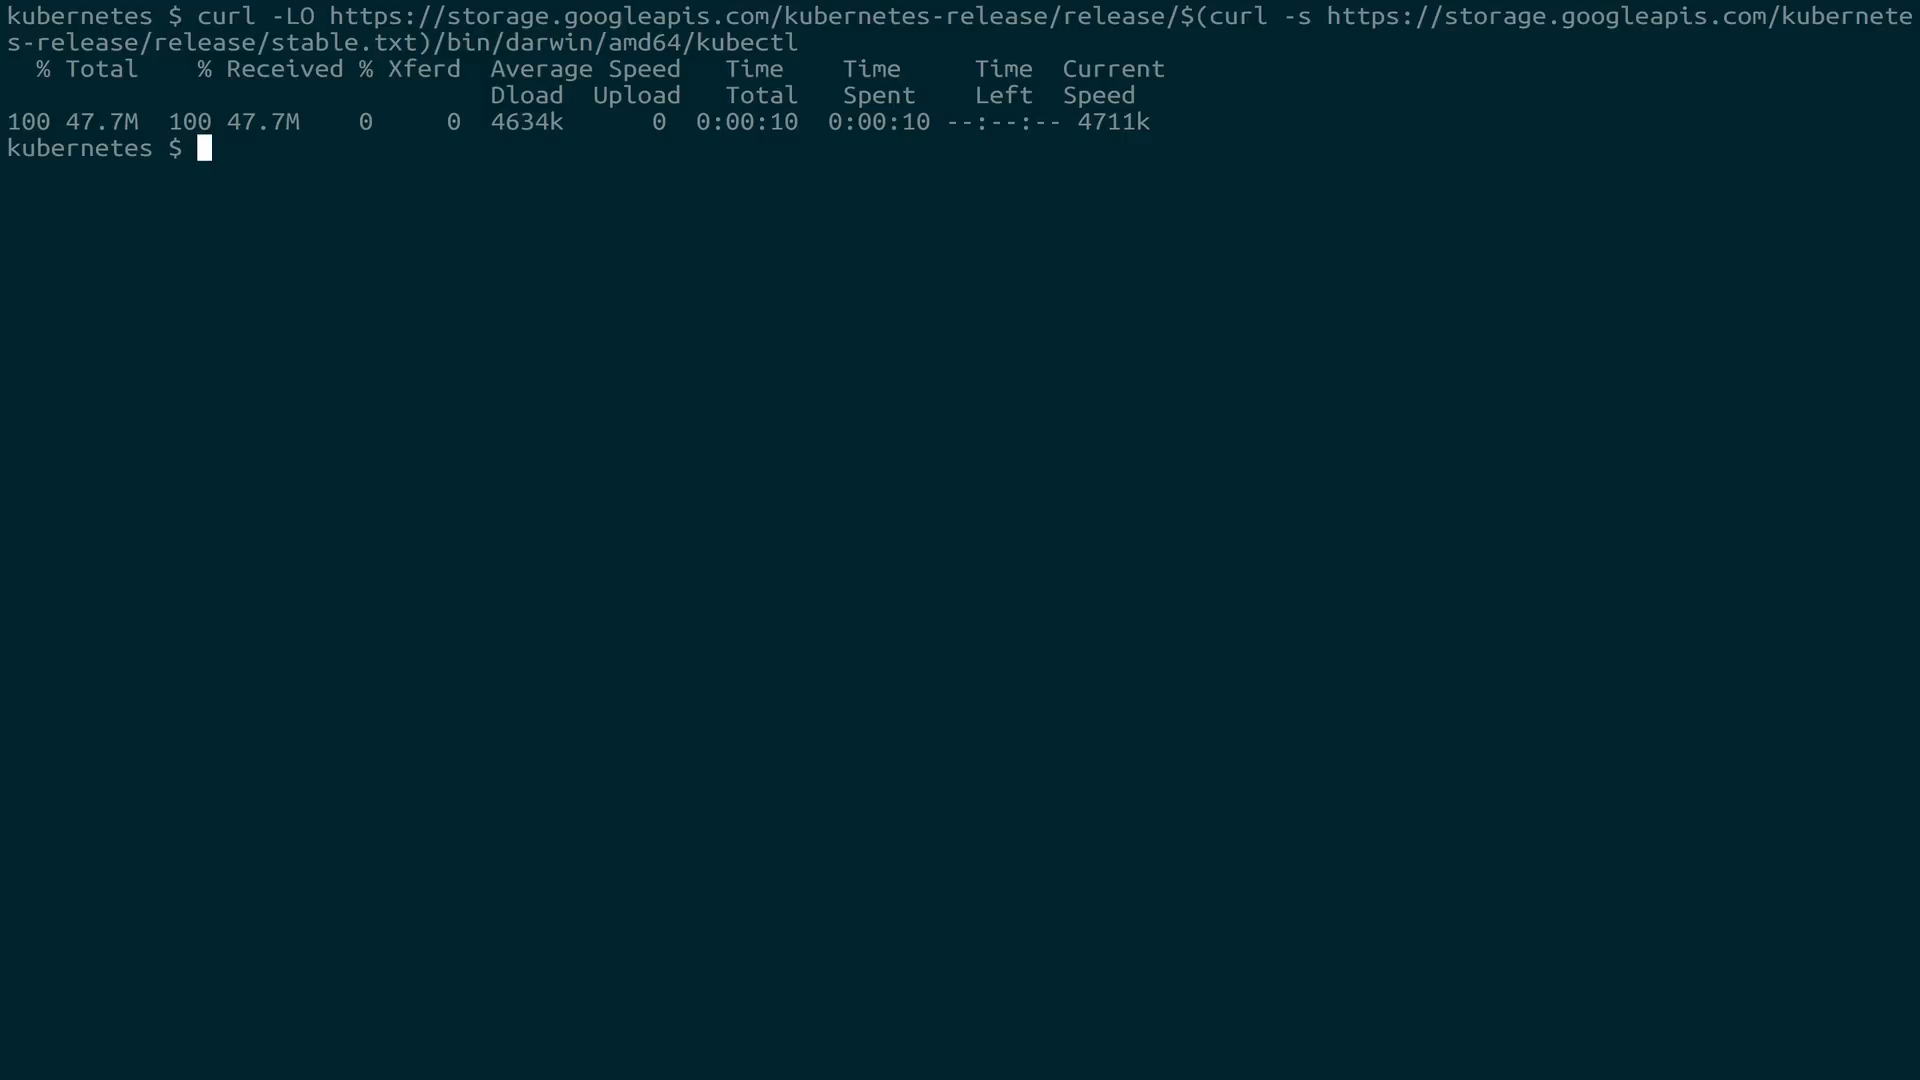 kubernetes $ curl -LO https://storage.googleapis.com/kubernetes-release/release/$(curl -s https://storage.googleapis.com/kubernete
s-release/release/stable.txt)/bin/darwin/amd64/kubectl
  % Total    % Received % Xferd  Average Speed   Time    Time     Time  Current
                                 Dload  Upload   Total   Spent    Left  Speed
100 47.7M  100 47.7M    0     0  4634k      0  0:00:10  0:00:10 --:--:-- 4711k
kubernetes $